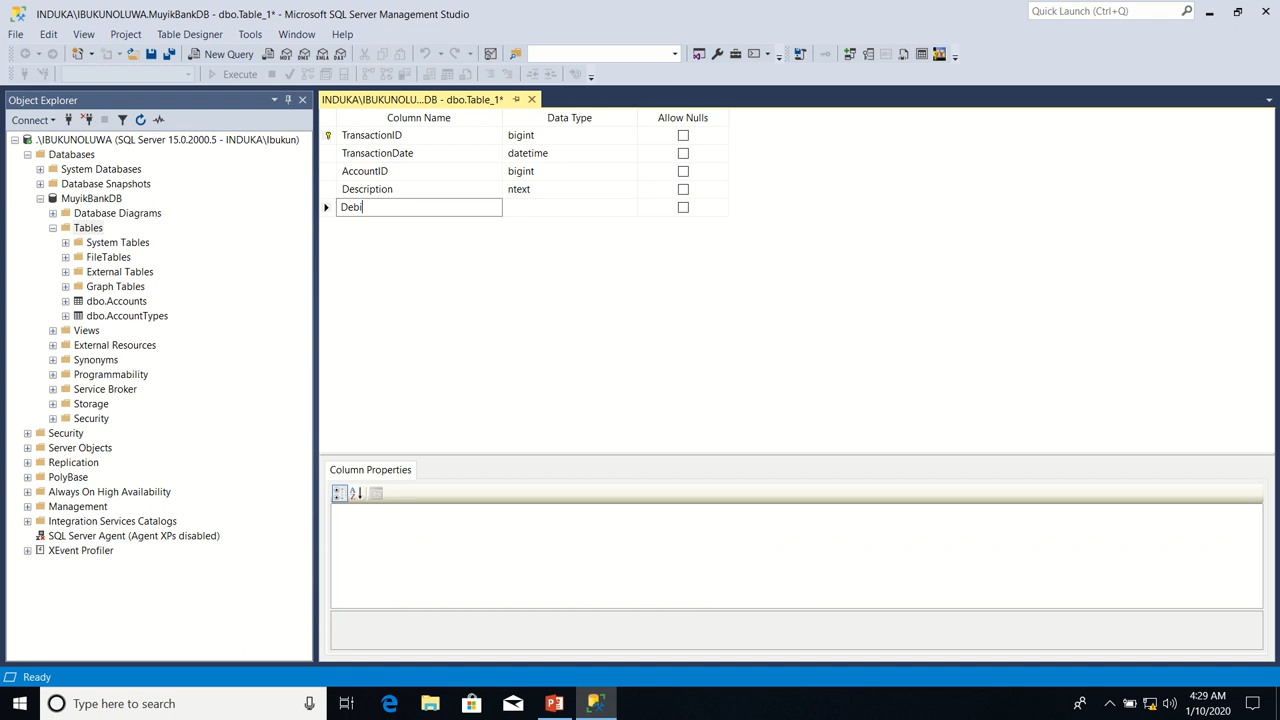 INDUKA\IBUKUNOLUWA.MuyikBankDB - dbo.Table_1* - Microsoft SQL Server Management Studio
Quick Launch (Ctrl+Q)
File Edit View Project Table Designer Tools Window Help
New Query
Execute
Object Explorer
INDUKA\IBUKUNOLU...DB - dbo.Table_1*
Connect
.\IBUKUNOLUWA (SQL Server 15.0.2000.5 - INDUKA\Ibukun)
Databases
System Databases
Database Snapshots
MuyikBankDB
Database Diagrams
Tables
System Tables
FileTables
External Tables
Graph Tables
dbo.Accounts
dbo.AccountTypes
Views
External Resources
Synonyms
Programmability
Service Broker
Storage
Security
Security
Server Objects
Replication
PolyBase
Always On High Availability
Management
Integration Services Catalogs
SQL Server Agent (Agent XPs disabled)
XEvent Profiler
Column Name Data Type Allow Nulls
TransactionID bigint
TransactionDate datetime
AccountID bigint
Description ntext
Debi
Column Properties
Ready
Type here to search
4:29 AM
1/10/2020